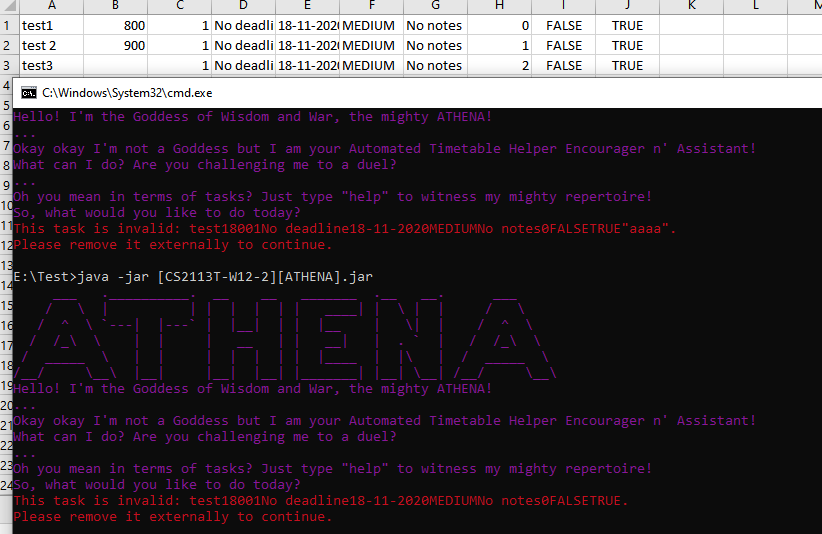 A B C D E F G H I J K L M
1 test1 800 1 No deadli 18-11-202 MEDIUM No notes 0 FALSE TRUE
2 test 2 900 1 No deadli 18-11-202 MEDIUM No notes 1 FALSE TRUE
3 test3 1 No deadli 18-11-202 MEDIUM No notes 2 FALSE TRUE
4
C:\Windows\System32\cmd.exe
5
Hello! I'm the Goddess of Wisdom and War, the mighty ATHENA!
6
...
7
Okay okay I'm not a Goddess but I am your Automated Timetable Helper Encourager n' Assistant!
8
What can I do? Are you challenging me to a duel?
...
9
Oh you mean in terms of tasks? Just type "help" to witness my mighty repertoire!
10
So, what would you like to do today?
11
This task is invalid: test18001No deadline18-11-2020MEDIUMNo notes0FALSETRUE"aaaa".
12
Please remove it externally to continue.
13
E:\Test>java -jar [CS2113T-W12-2][ATHENA].jar
14
15
16
17
18
ATHENA
19
Hello! I'm the Goddess of Wisdom and War, the mighty ATHENA!
20
...
21
Okay okay I'm not a Goddess but I am your Automated Timetable Helper Encourager n' Assistant!
22
What can I do? Are you challenging me to a duel?
...
23
Oh you mean in terms of tasks? Just type "help" to witness my mighty repertoire!
24
So, what would you like to do today?
This task is invalid: test18001No deadline18-11-2020MEDIUMNo notes0FALSETRUE.
Please remove it externally to continue.